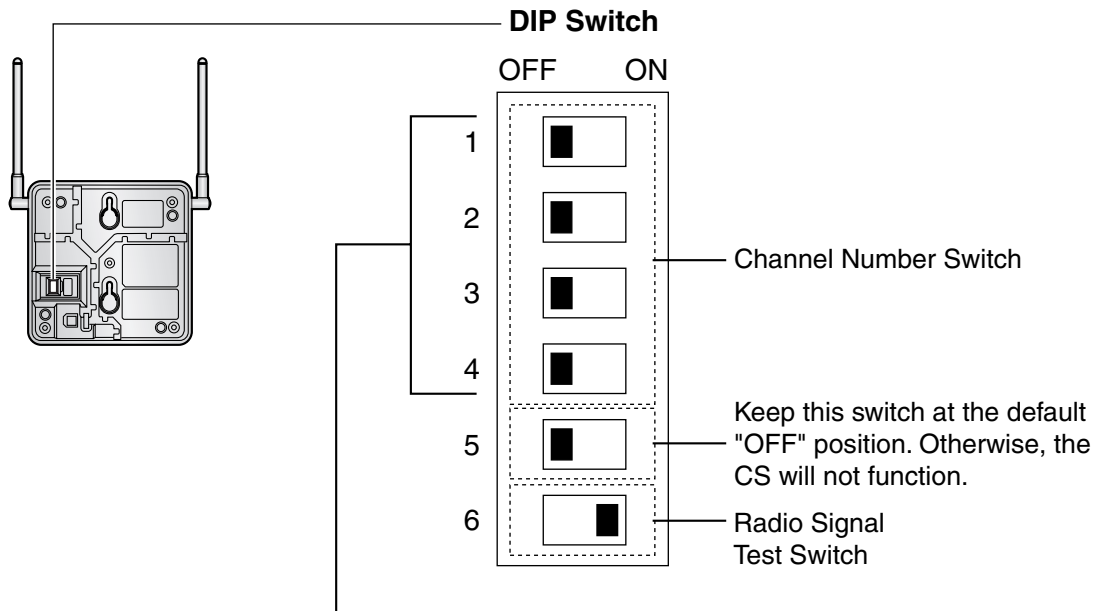 DIP Switch
OFF ON
1
2
3
4
5
6
Channel Number Switch
Keep this switch at the default
"OFF" position. Otherwise, the
CS will not function.
Radio Signal
Test Switch